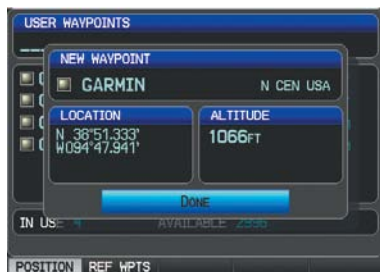 USER WAYPOINTS
NEW WAYPOINT
GARMIN N CEN USA
LOCATION ALTITUDE
N 38°51.333' 1066FT
W094°47.941'
DONE
IN USE 4 AVAILABLE 2996
POSITION REF WPTS